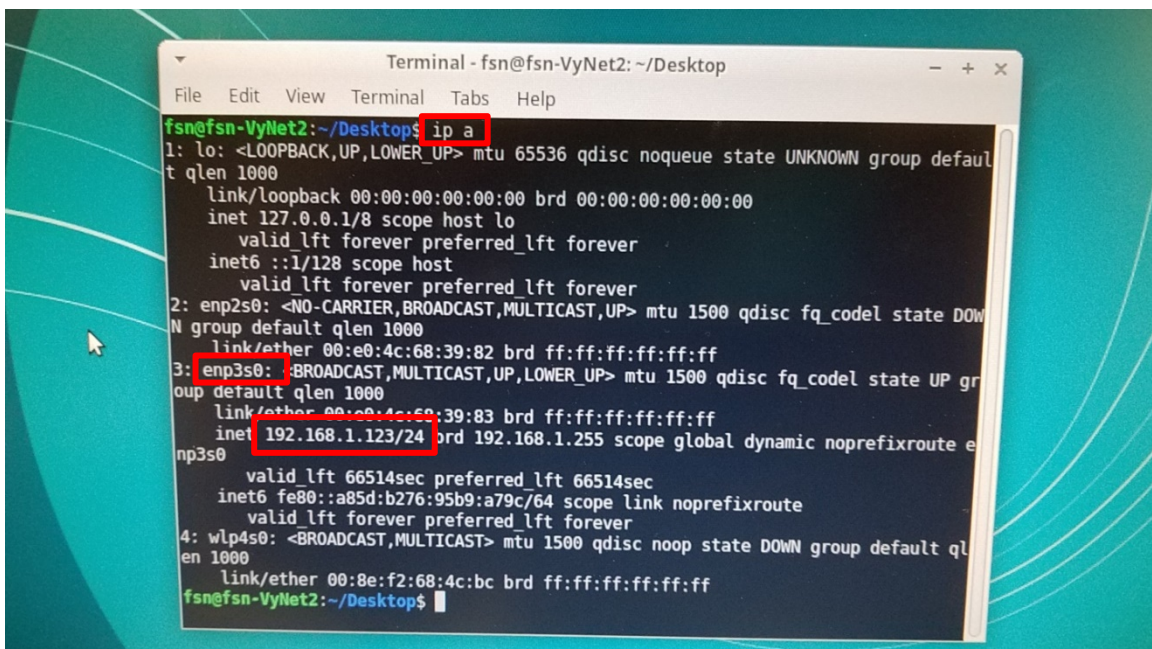 Terminal - fsn@fsn-VyNet2: ~/Desktop
File Edit View Terminal Tabs Help
fsn@fsn-VyNet2:~/Desktop$ ip a
1: lo: <LOOPBACK,UP,LOWER_UP> mtu 65536 qdisc noqueue state UNKNOWN group defaul
t qlen 1000
link/loopback 00:00:00:00:00:00 brd 00:00:00:00:00:00
inet 127.0.0.1/8 scope host lo
valid_lft forever preferred_lft forever
inet6 ::1/128 scope host
valid_lft forever preferred_lft forever
2: enp2s0: <NO-CARRIER,BROADCAST,MULTICAST,UP> mtu 1500 qdisc fq_codel state DOW
N group default qlen 1000
link/ether 00:e0:4c:68:39:82 brd ff:ff:ff:ff:ff:ff
3: enp3s0: <BROADCAST,MULTICAST,UP,LOWER_UP> mtu 1500 qdisc fq_codel state UP gr
oup default qlen 1000
link/ether 00:e0:4c:68:39:83 brd ff:ff:ff:ff:ff:ff
inet 192.168.1.123/24 brd 192.168.1.255 scope global dynamic noprefixroute e
np3s0
valid_lft 66514sec preferred_lft 66514sec
inet6 fe80::a85d:b276:95b9:a79c/64 scope link noprefixroute
valid_lft forever preferred_lft forever
4: wlp4s0: <BROADCAST,MULTICAST> mtu 1500 qdisc noop state DOWN group default ql
en 1000
link/ether 00:8e:f2:68:4c:bc brd ff:ff:ff:ff:ff:ff
fsn@fsn-VyNet2:~/Desktop$